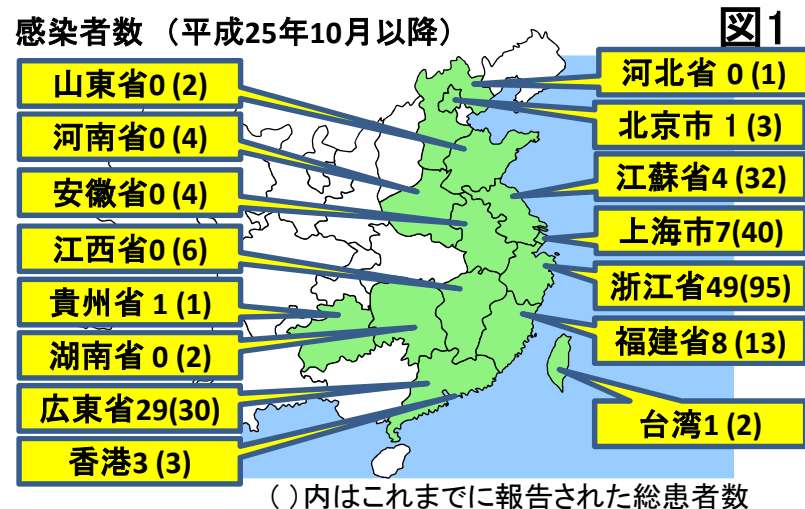 感染者数 （平成25年10月以降）
図1
山東省0 (2)
河南省0 (4)
安徽省0 (4)
江西省0 (6)
貴州省 1 (1)
湖南省 0 (2)
広東省29(30)
香港3 (3)
河北省 0 (1)
北京市 1 (3)
江蘇省4 (32)
上海市7(40)
浙江省49(95)
福建省8 (13)
台湾1 (2)
( )内はこれまでに報告された総患者数